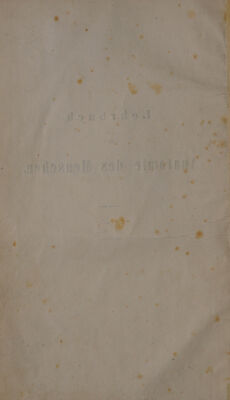 Lehrbuch
Anatomie des Menschen.